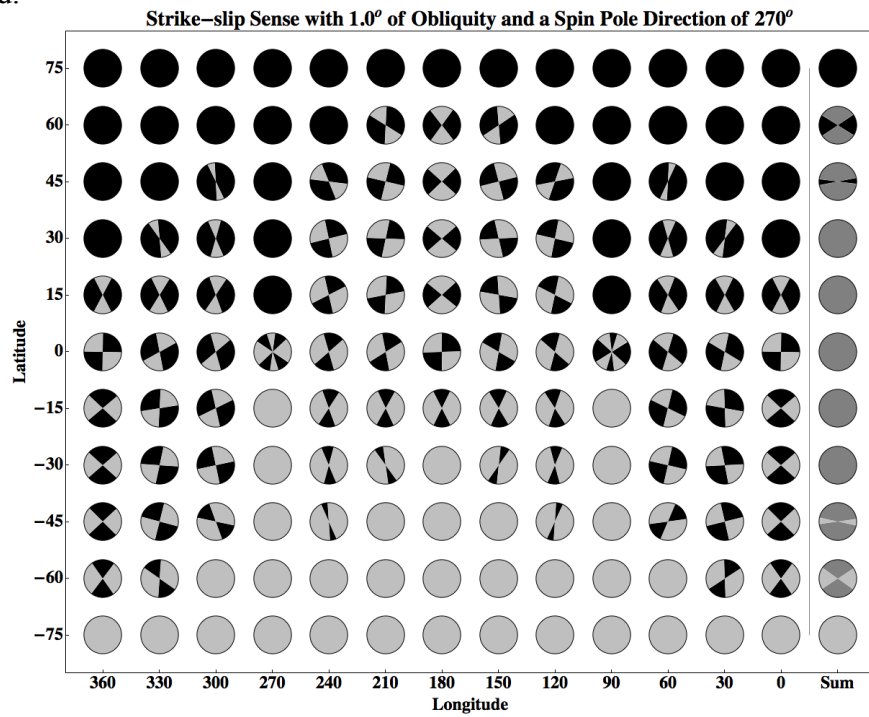 d.
Strike–slip Sense with 1.0° of Obliquity and a Spin Pole Direction of 270°
75
60
45
30
15
0
−15
−30
−45
−60
−75
Latitude
360 330 300 270 240 210 180 150 120 90 60 30 0 Sum
Longitude